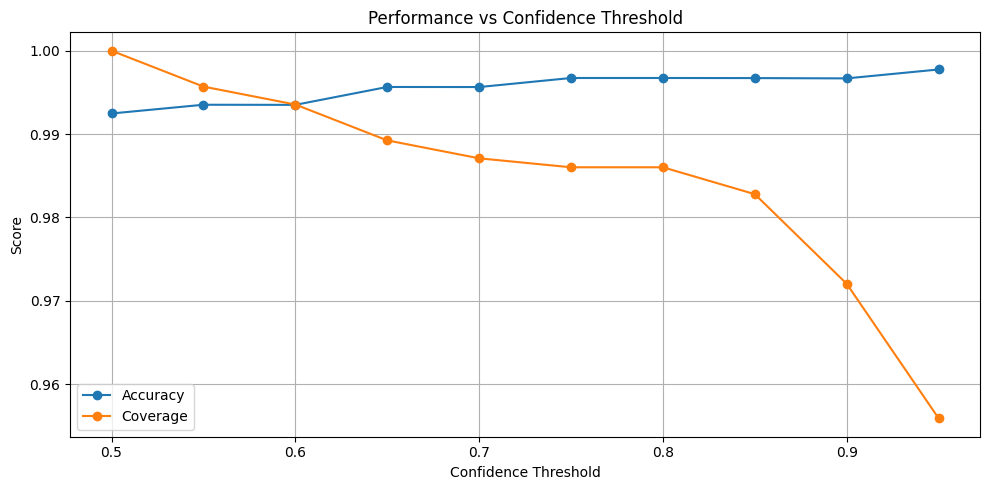 Performance vs Confidence Threshold
1.00
0.99
0.98
0.97
0.96
Score
Accuracy
Coverage
0.5 0.6 0.7 0.8 0.9
Confidence Threshold